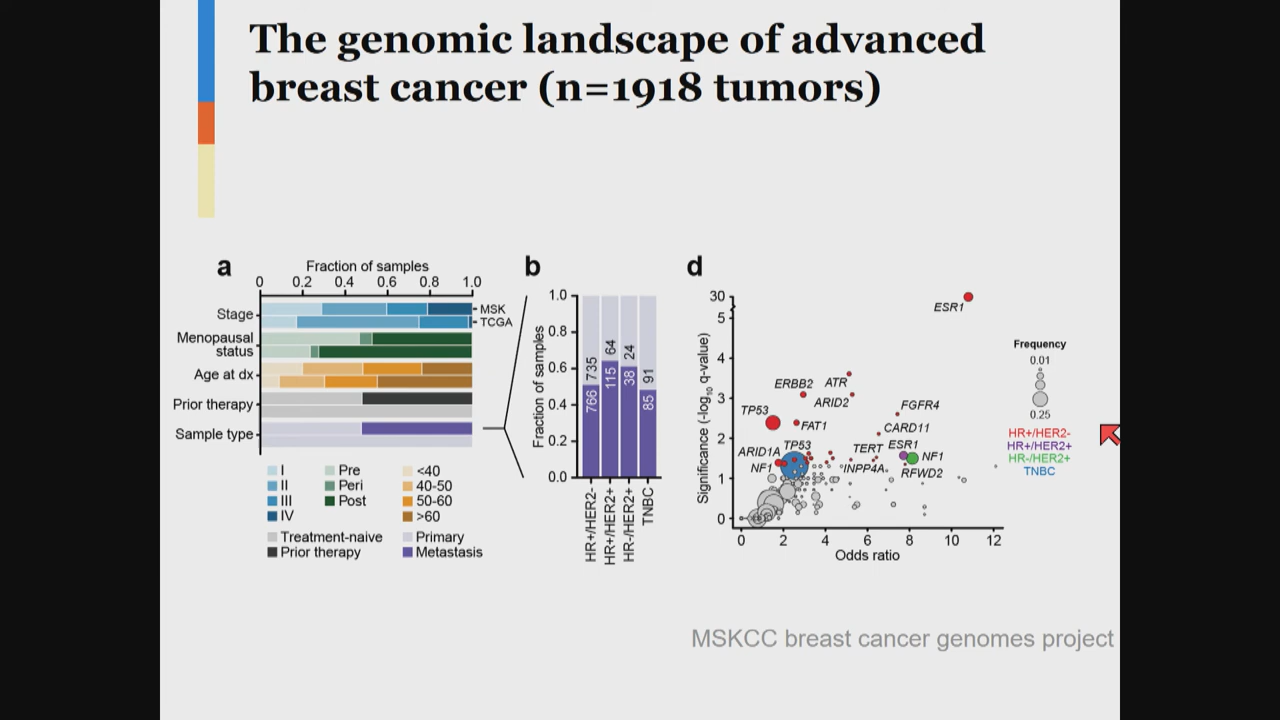 The genomic landscape of advanced
breast cancer (n=1918 tumors)
a
Fraction of samples
0 0.2 0.4 0.6 0.8 1.0
Stage
MSK
TCGA
Menopausal
status
Age at dx
Prior therapy
Sample type
I
II
III
IV
Pre
Peri
Post
<40
40-50
50-60
>60
Treatment-naive
Prior therapy
Primary
Metastasis
b
Fraction of samples
1.0
0.8
0.6
0.4
0.2
0.0
735
766
64
115
24
38
91
85
HR+/HER2-
HR+/HER2+
HR-/HER2+
TNBC
d
Significance (-log10 q-value)
30
5
4
3
2
1
0
ESR1
ERBB2
ATR
ARID2
TP53
FAT1
FGFR4
CARD11
ARID1A
TP53
TERT
ESR1
NF1
NF1
INPP4A
RFWD2
0 2 4 6 8 10 12
Odds ratio
Frequency
0.01
0.25
HR+/HER2-
HR+/HER2+
HR-/HER2+
TNBC
MSKCC breast cancer genomes project